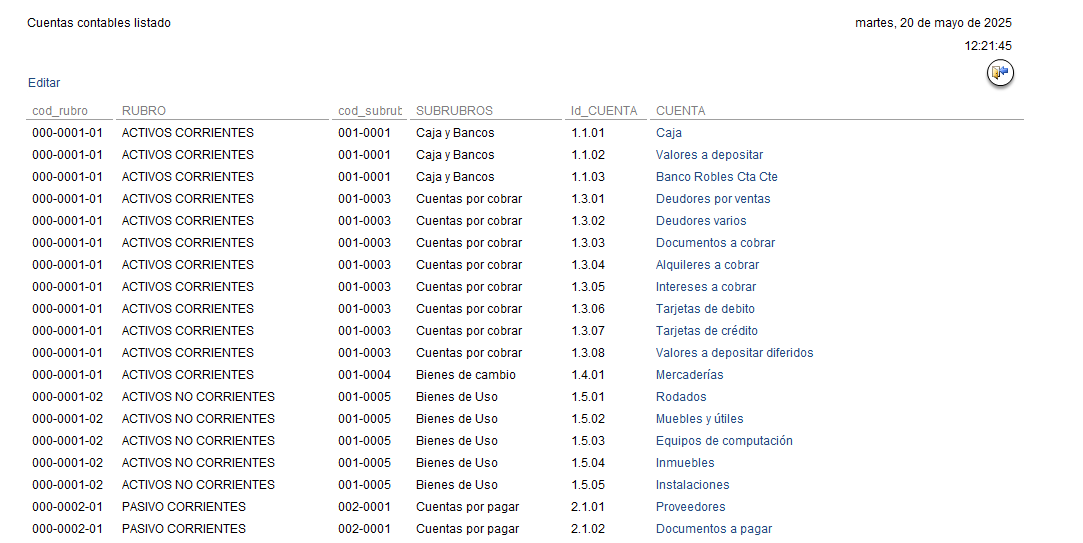 Cuentas contables listado martes, 20 de mayo de 2025
12:21:45
Editar
cod_rubro RUBRO cod_subrub SUBRUBROS Id_CUENTA CUENTA
000-0001-01 ACTIVOS CORRIENTES 001-0001 Caja y Bancos 1.1.01 Caja
000-0001-01 ACTIVOS CORRIENTES 001-0001 Caja y Bancos 1.1.02 Valores a depositar
000-0001-01 ACTIVOS CORRIENTES 001-0001 Caja y Bancos 1.1.03 Banco Robles Cta Cte
000-0001-01 ACTIVOS CORRIENTES 001-0003 Cuentas por cobrar 1.3.01 Deudores por ventas
000-0001-01 ACTIVOS CORRIENTES 001-0003 Cuentas por cobrar 1.3.02 Deudores varios
000-0001-01 ACTIVOS CORRIENTES 001-0003 Cuentas por cobrar 1.3.03 Documentos a cobrar
000-0001-01 ACTIVOS CORRIENTES 001-0003 Cuentas por cobrar 1.3.04 Alquileres a cobrar
000-0001-01 ACTIVOS CORRIENTES 001-0003 Cuentas por cobrar 1.3.05 Intereses a cobrar
000-0001-01 ACTIVOS CORRIENTES 001-0003 Cuentas por cobrar 1.3.06 Tarjetas de debito
000-0001-01 ACTIVOS CORRIENTES 001-0003 Cuentas por cobrar 1.3.07 Tarjetas de crédito
000-0001-01 ACTIVOS CORRIENTES 001-0003 Cuentas por cobrar 1.3.08 Valores a depositar diferidos
000-0001-01 ACTIVOS CORRIENTES 001-0004 Bienes de cambio 1.4.01 Mercaderías
000-0001-02 ACTIVOS NO CORRIENTES 001-0005 Bienes de Uso 1.5.01 Rodados
000-0001-02 ACTIVOS NO CORRIENTES 001-0005 Bienes de Uso 1.5.02 Muebles y útiles
000-0001-02 ACTIVOS NO CORRIENTES 001-0005 Bienes de Uso 1.5.03 Equipos de computación
000-0001-02 ACTIVOS NO CORRIENTES 001-0005 Bienes de Uso 1.5.04 Inmuebles
000-0001-02 ACTIVOS NO CORRIENTES 001-0005 Bienes de Uso 1.5.05 Instalaciones
000-0002-01 PASIVO CORRIENTES 002-0001 Cuentas por pagar 2.1.01 Proveedores
000-0002-01 PASIVO CORRIENTES 002-0001 Cuentas por pagar 2.1.02 Documentos a pagar